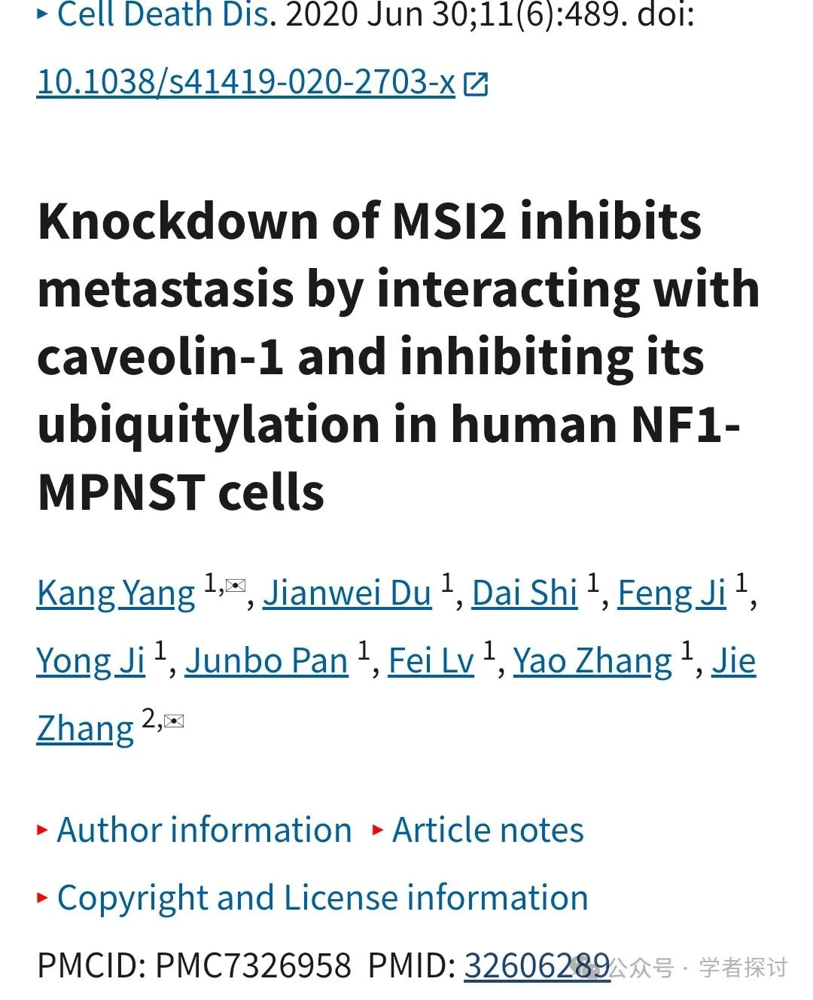 ▸ Cell Death Dis. 2020 Jun 30;11(6):489. doi:
10.1038/s41419-020-2703-x
Knockdown of MSI2 inhibits
metastasis by interacting with
caveolin-1 and inhibiting its
ubiquitylation in human NF1-
MPNST cells
Kang Yang 1,✉, Jianwei Du 1, Dai Shi 1, Feng Ji 1,
Yong Ji 1, Junbo Pan 1, Fei Lv 1, Yao Zhang 1, Jie
Zhang 2,✉
▸ Author information ▸ Article notes
▸ Copyright and License information
PMCID: PMC7326958 PMID: 32606289
公众号 · 学者探讨